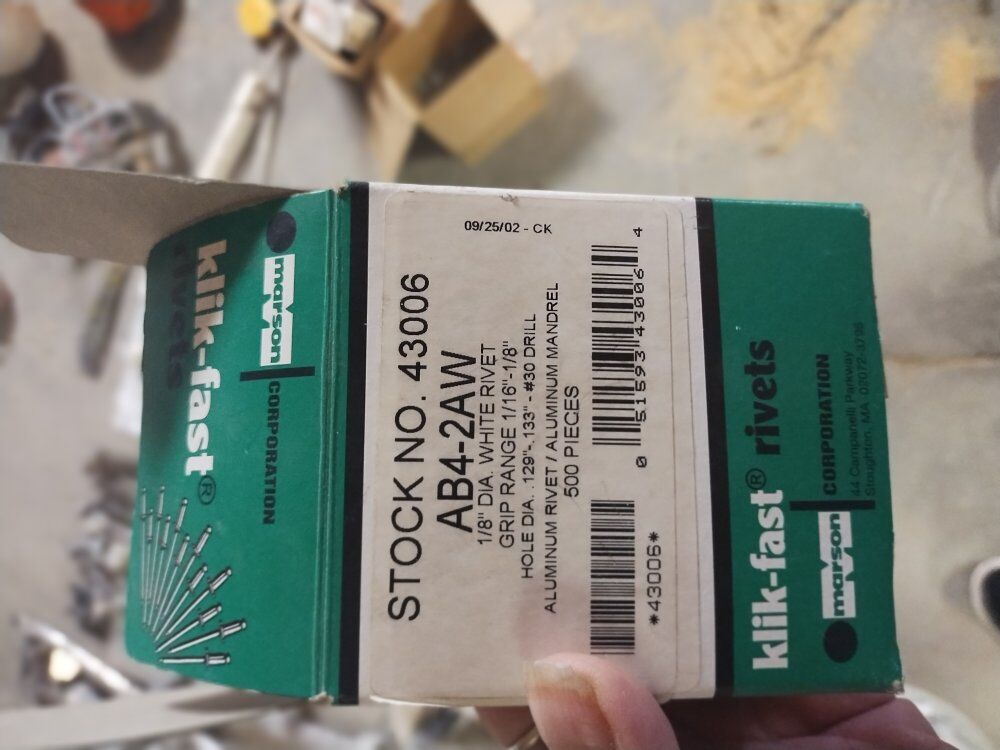 klik-fast®
rivets
marson
CORPORATION
09/25/02 - CK
STOCK NO. 43006
AB4-2AW
1/8" DIA. WHITE RIVET
GRIP RANGE 1/16"-1/8"
HOLE DIA. .129"-.133" - #30 DRILL
ALUMINUM RIVET / ALUMINUM MANDREL
500 PIECES
0 51593 43006 4
*43006*
klik-fast® rivets
marson
CORPORATION
44 Campanelli Parkway
Stoughton, MA 02072-3706